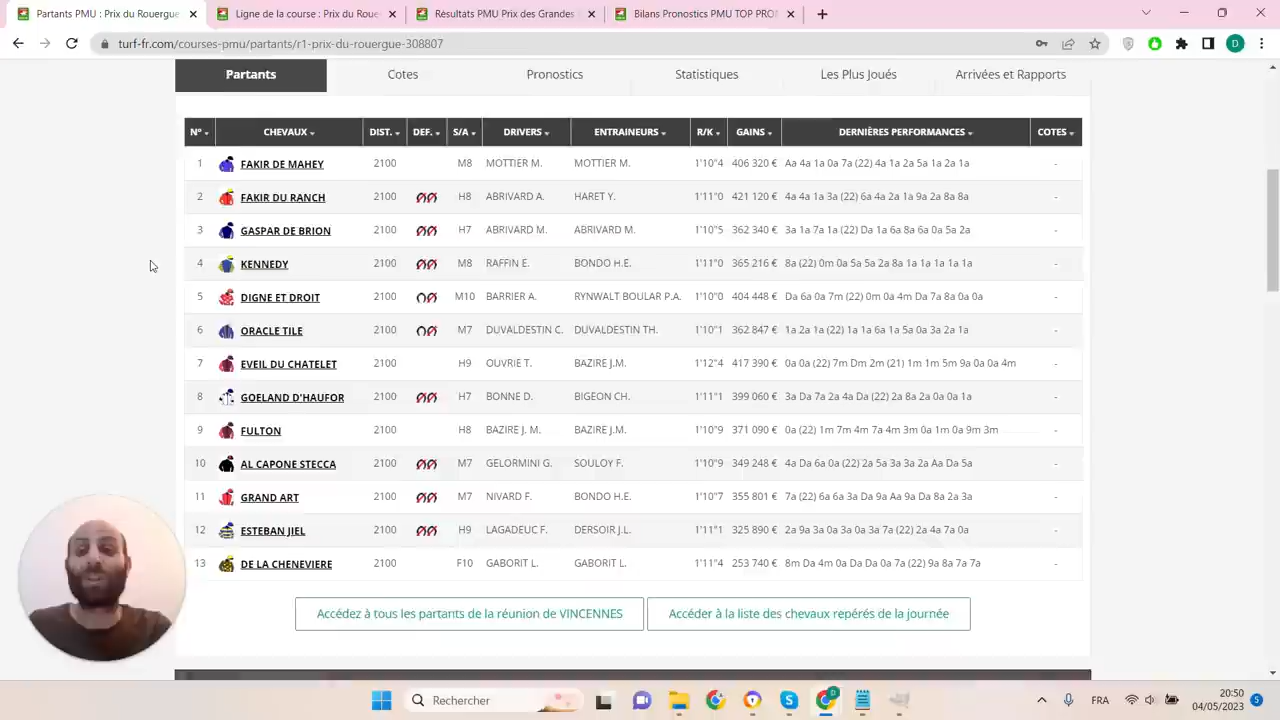 Partants PMU : Prix du Rouergue
Ligne de la course : Prix du Roue
Résultats PMU Prix des Grandes
Bilans Pronostics PMU TOP PROA
turf-fr.com/courses-pmu/partants/r1-prix-du-rouergue-308807
D
Partants Cotes Pronostics Statistiques Les Plus Joués Arrivées et Rapports
N° CHEVAUX DIST. DEF. S/A DRIVERS ENTRAINEURS R/K GAINS DERNIÈRES PERFORMANCES COTES
1 FAKIR DE MAHEY 2100 M8 MOTTIER M. MOTTIER M. 1'10"4 406 320 € Aa 4a 1a 0a 7a (22) 4a 1a 2a 5a 1a 2a 1a -
2 FAKIR DU RANCH 2100 H8 ABRIVARD A. HARET Y. 1'11"0 421 120 € 4a 4a 1a 3a (22) 6a 4a 2a 1a 9a 2a 8a 8a -
3 GASPAR DE BRION 2100 H7 ABRIVARD M. ABRIVARD M. 1'10"5 362 340 € 3a 1a 7a 1a (22) Da 1a 6a 8a 6a 0a 5a 2a -
4 KENNEDY 2100 M8 RAFFIN E. BONDO H.E. 1'11"0 365 216 € 8a (22) 0m 0a 5a 5a 2a 8a 1a 1a 1a 1a 1a -
5 DIGNE ET DROIT 2100 M10 BARRIER A. RYNWALT BOULAR P.A. 1'10"0 404 448 € Da 6a 0a 7m (22) 0m 0a 4m Da 7a 8a 0a 0a -
6 ORACLE TILE 2100 M7 DUVALDESTIN C. DUVALDESTIN TH. 1'10"1 362 847 € 1a 2a 1a (22) 1a 1a 6a 1a 5a 0a 3a 2a 1a -
7 EVEIL DU CHATELET 2100 H9 OUVRIE T. BAZIRE J.M. 1'12"4 417 390 € 0a 0a (22) 7m Dm 2m (21) 1m 1m 5m 9a 0a 0a 4m -
8 GOELAND D'HAUFOR 2100 H7 BONNE D. BIGEON CH. 1'11"1 399 060 € 3a Da 7a 2a 4a Da (22) 2a 8a 2a 0a 0a 1a -
9 FULTON 2100 H8 BAZIRE J. M. BAZIRE J.M. 1'10"9 371 090 € 0a (22) 1m 7m 4m 7a 4m 3m 0a 1m 0a 9m 3m -
10 AL CAPONE STECCA 2100 M7 GELORMINI G. SOULOY F. 1'10"9 349 248 € 4a Da 6a 0a (22) 2a 5a 3a 3a 2a Aa Da 5a -
11 GRAND ART 2100 M7 NIVARD F. BONDO H.E. 1'10"7 355 801 € 7a (22) 6a 6a 3a Da 9a Aa 9a 0a 8a 2a 3a -
12 ESTEBAN JIEL 2100 H9 LAGADEUC F. DERSOIR J.L. 1'11"1 325 890 € 2a 9a 3a 0a 3a 0a 3a 7a (22) 2a 4a 7a 0a -
13 DE LA CHENEVIERE 2100 F10 GABORIT L. GABORIT L. 1'11"4 253 740 € 8m Da 4m 0a Da Da 0a 7a (22) 9a 8a 7a 7a -
Accédez à tous les partants de la réunion de VINCENNES
Accéder à la liste des chevaux repérés de la journée
Rechercher
FRA
20:50
04/05/2023